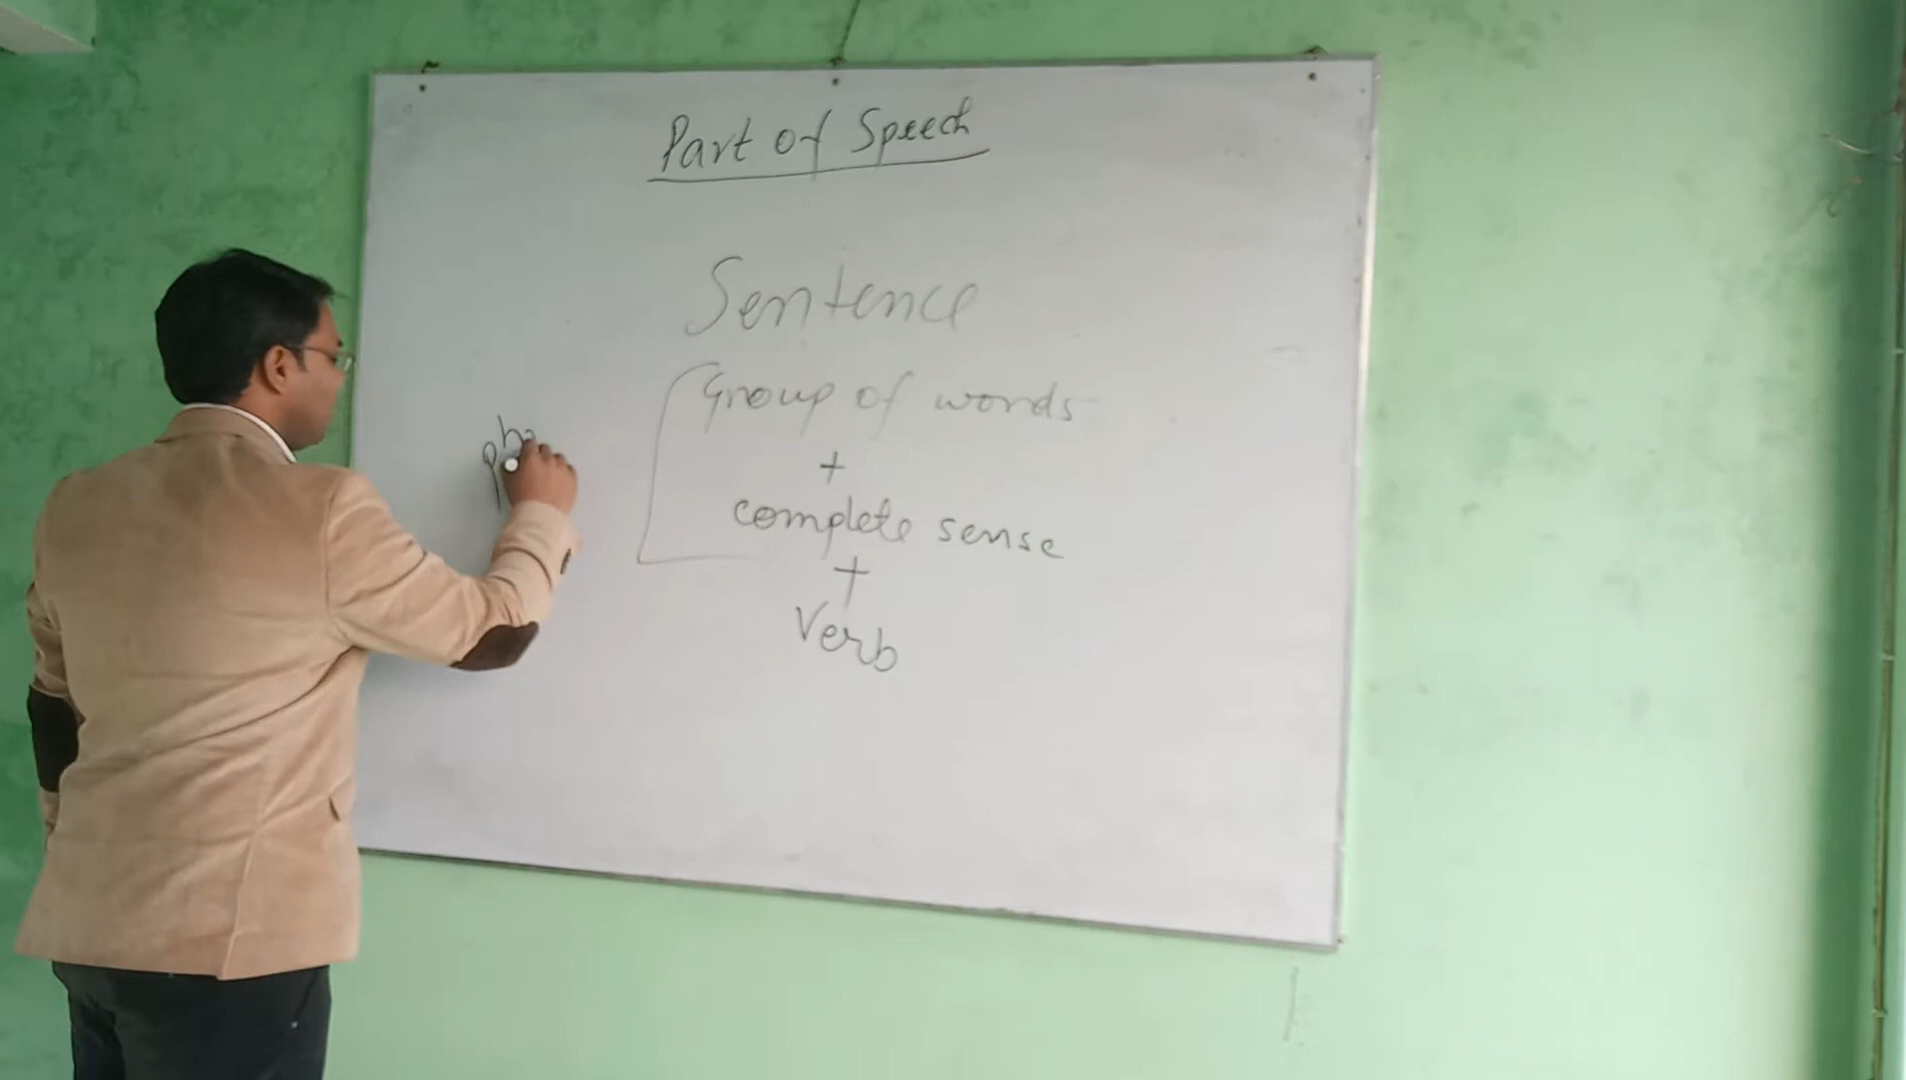 Part of Speech
Sentence
Group of words
+
complete sense
+
Verb